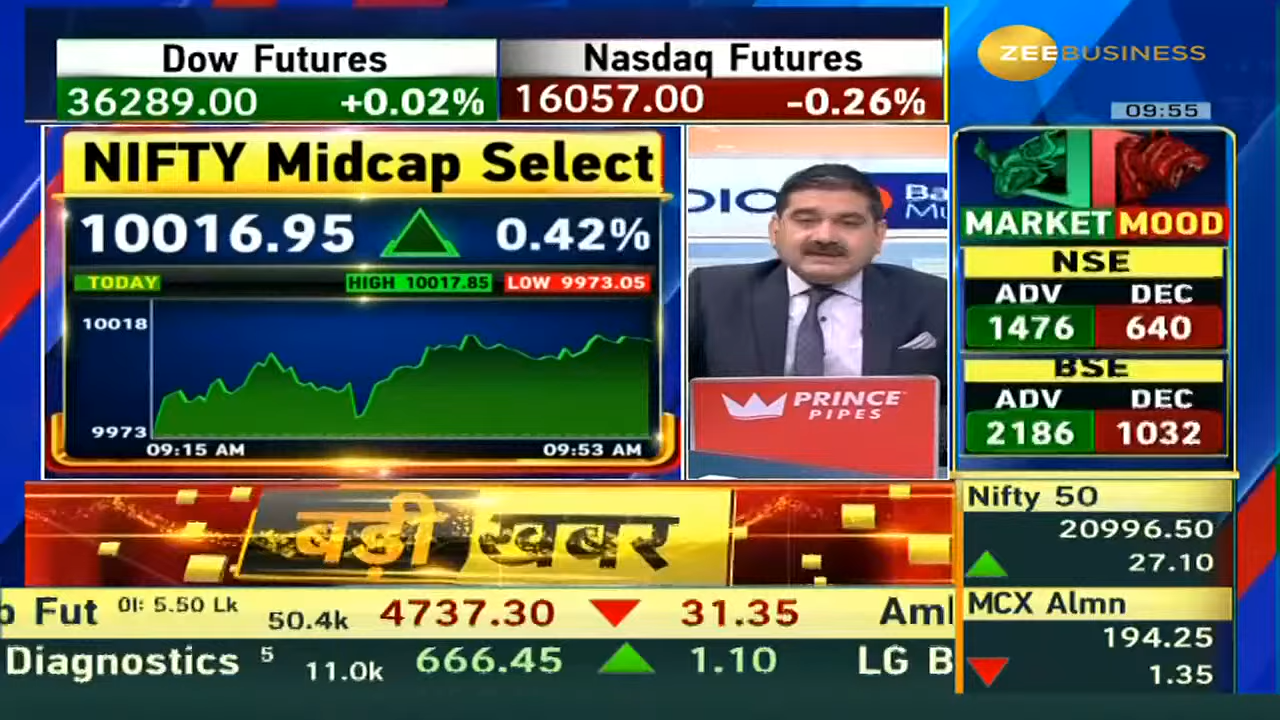 Dow Futures
36289.00 +0.02%
Nasdaq Futures
16057.00 -0.26%
ZEEBUSINESS
09:55
NIFTY Midcap Select
10016.95 0.42%
TODAY HIGH 10017.85 LOW 9973.05
10018
9973
09:15 AM 09:53 AM
PRINCE
PIPES
MARKET MOOD
NSE
ADV DEC
1476 640
BSE
ADV DEC
2186 1032
बड़ी खबर
Nifty 50
20996.50
27.10
MCX Almn
194.25
1.35
Fut OI: 5.50 Lk 50.4k 4737.30 31.35
Diagnostics 5 11.0k 666.45 1.10 LG B